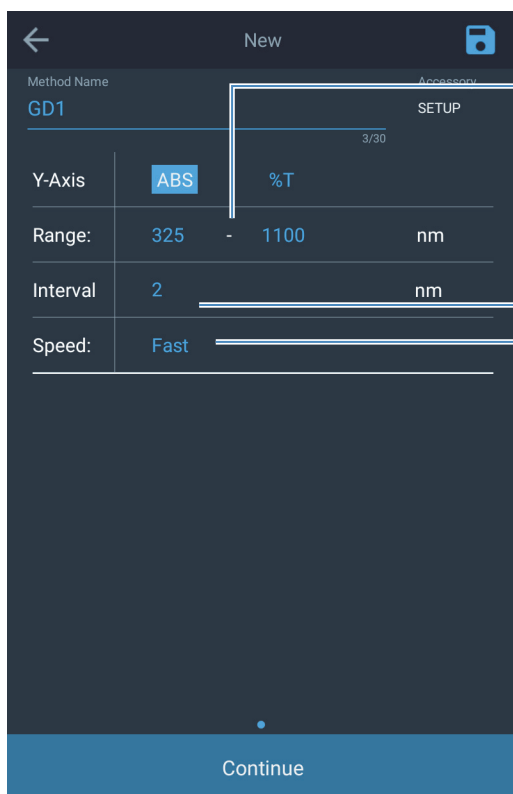 New
Method Name
Accessory
GD1
SETUP
3/30
Y-Axis ABS %T
Range: 325 - 1100 nm
Interval 2 nm
Speed: Fast
Continue